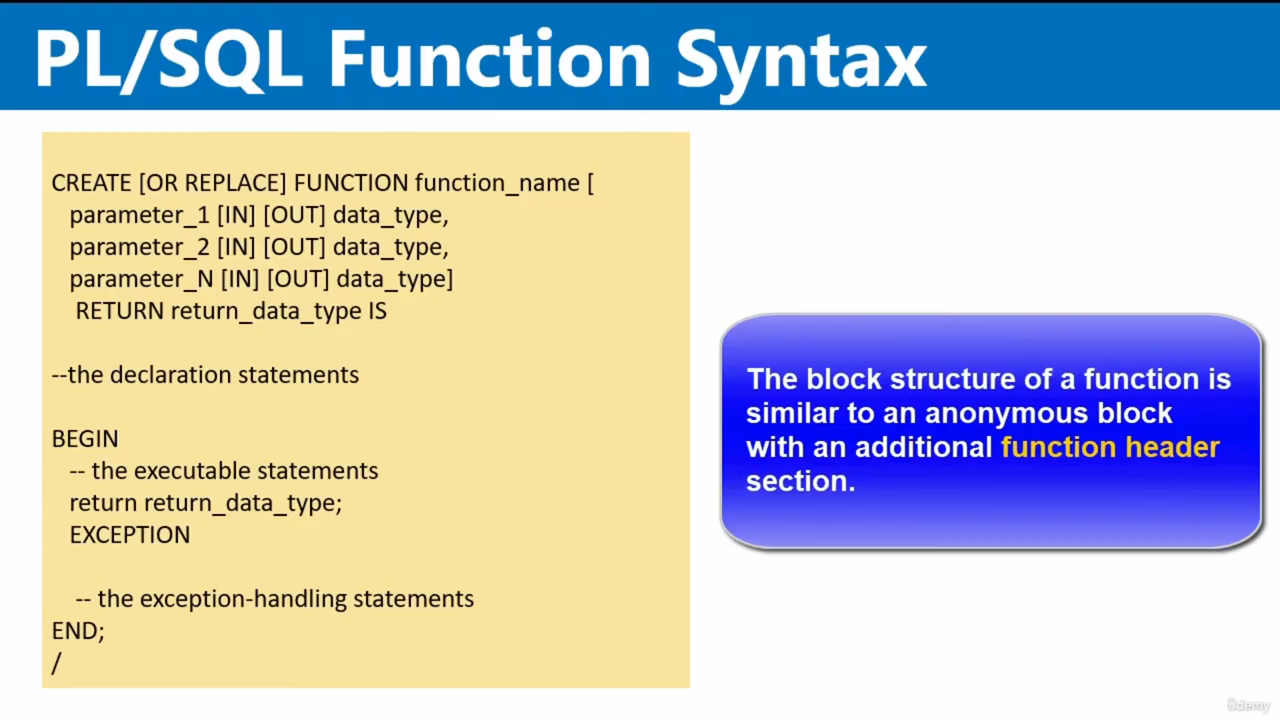 PL/SQL Function Syntax
CREATE [OR REPLACE] FUNCTION function_name [
parameter_1 [IN] [OUT] data_type,
parameter_2 [IN] [OUT] data_type,
parameter_N [IN] [OUT] data_type]
RETURN return_data_type IS
--the declaration statements
BEGIN
-- the executable statements
return return_data_type;
EXCEPTION
-- the exception-handling statements
END;
/
The block structure of a function is
similar to an anonymous block
with an additional function header
section.
ûdemy